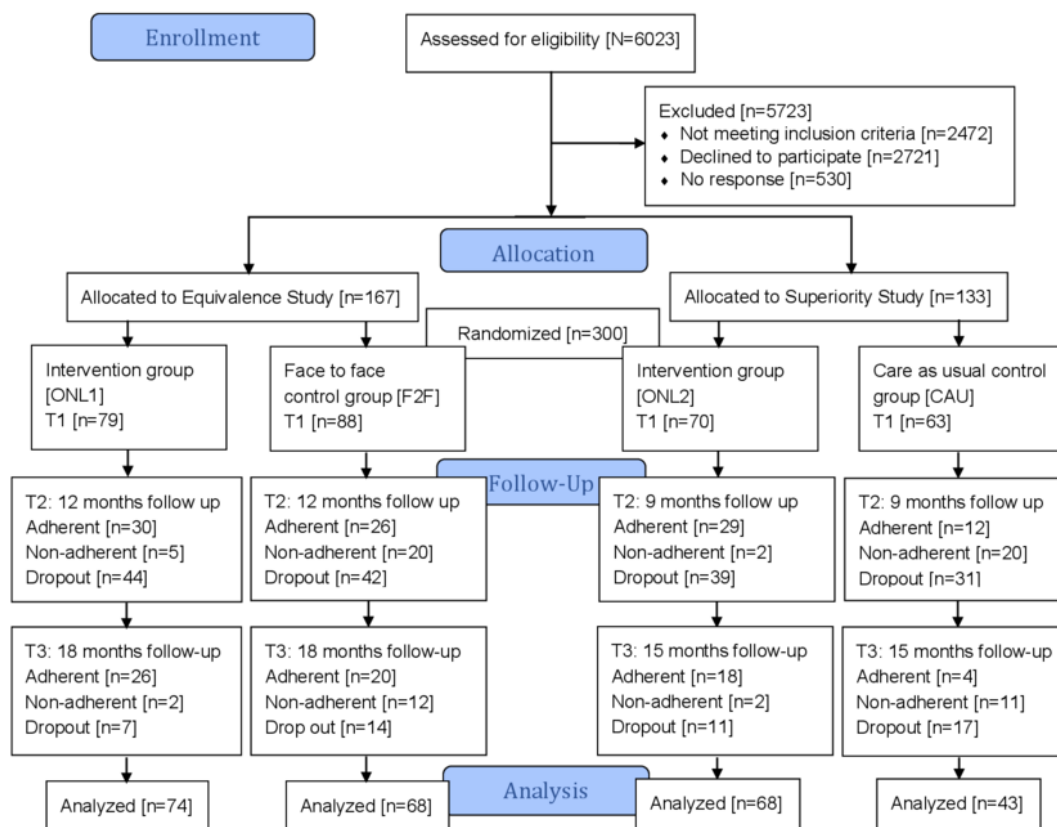 Enrollment
Assessed for eligibility [N=6023]
Excluded [n=5723]
♦ Not meeting inclusion criteria [n=2472]
♦ Declined to participate [n=2721]
♦ No response [n=530]
Allocation
Allocated to Equivalence Study [n=167]
Allocated to Superiority Study [n=133]
Randomized [n=300]
Intervention group
[ONL1]
T1 [n=79]
Face to face
control group [F2F]
T1 [n=88]
Intervention group
[ONL2]
T1 [n=70]
Care as usual control
group [CAU]
T1 [n=63]
Follow-Up
T2: 12 months follow up
Adherent [n=30]
Non-adherent [n=5]
Dropout [n=44]
T2: 12 months follow up
Adherent [n=26]
Non-adherent [n=20]
Dropout [n=42]
T2: 9 months follow up
Adherent [n=29]
Non-adherent [n=2]
Dropout [n=39]
T2: 9 months follow up
Adherent [n=12]
Non-adherent [n=20]
Dropout [n=31]
T3: 18 months follow-up
Adherent [n=26]
Non-adherent [n=2]
Dropout [n=7]
T3: 18 months follow-up
Adherent [n=20]
Non-adherent [n=12]
Drop out [n=14]
T3: 15 months follow-up
Adherent [n=18]
Non-adherent [n=2]
Dropout [n=11]
T3: 15 months follow-up
Adherent [n=4]
Non-adherent [n=11]
Dropout [n=17]
Analysis
Analyzed [n=74]
Analyzed [n=68]
Analyzed [n=68]
Analyzed [n=43]